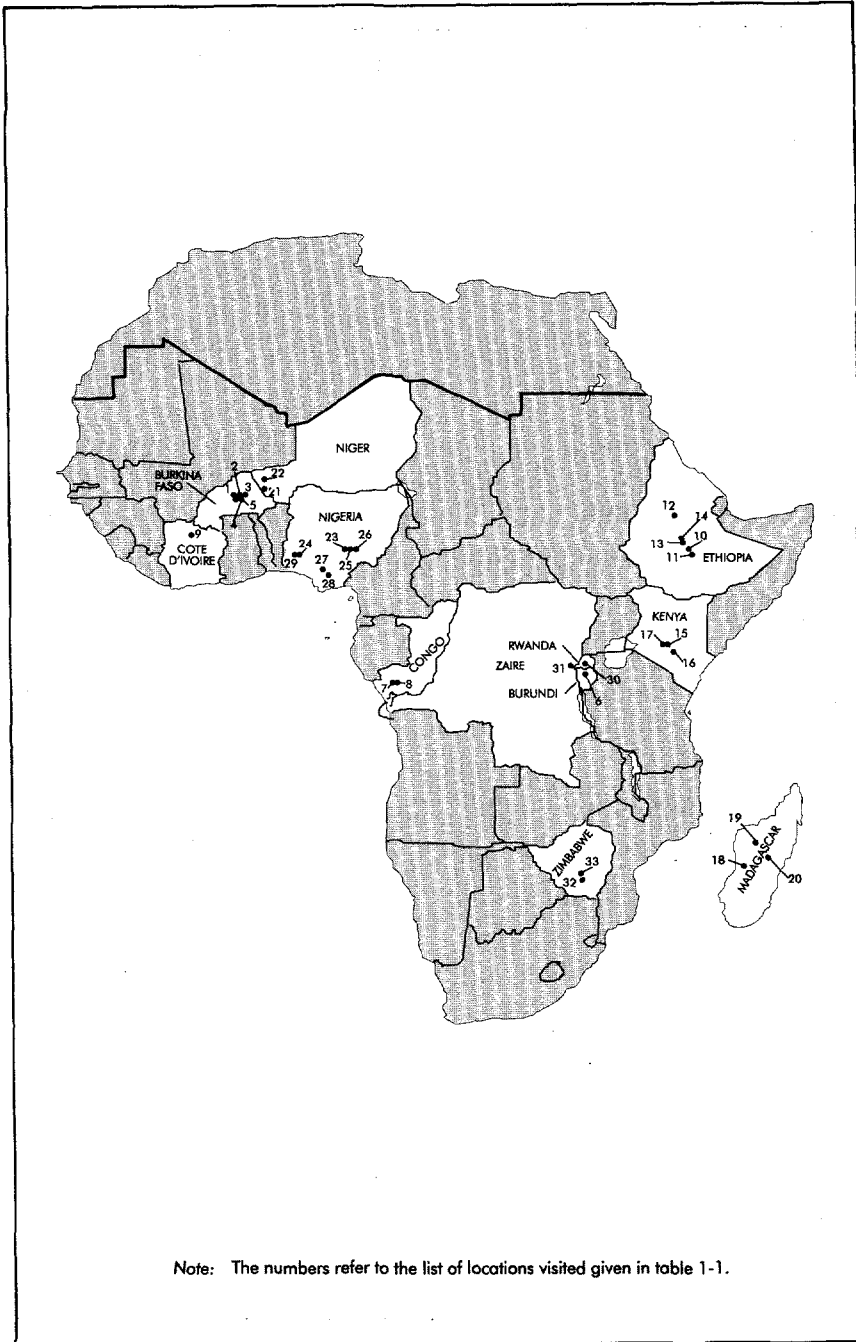 NIGER
2
22
BURKINA
FASO
1
3
21
5
4
NIGERIA
12
14
9
24
23
26
10
COTE
D'IVOIRE
13
27
25
11
ETHIOPIA
29
28
KENYA
17
15
RWANDA
CONGO
ZAIRE
31
30
16
7
8
BURUNDI
6
19
ZIMBABWE
33
MADAGASCAR
18
32
20
Note: The numbers refer to the list of locations visited given in table 1-1.